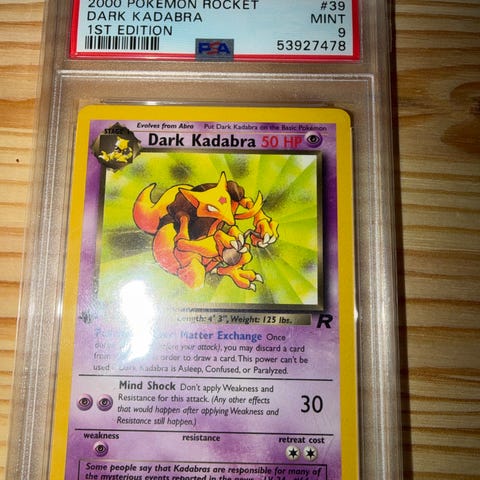 2000 POKEMON ROCKET #39
DARK KADABRA MINT
1ST EDITION 9
PSA 53927478
STAGE
Evolves from Abra Put Dark Kadabra on the Basic Pokémon
Dark Kadabra 50 HP
Length: 4' 3", Weight: 125 lbs.
R
Matter Exchange Once
before your attack), you may discard a
card from order to draw a card. This power can't be
used Dark Kadabra is Asleep, Confused, or Paralyzed.
Mind Shock Don't apply Weakness and
Resistance for this attack. (Any other effects
that would happen after applying Weakness and
Resistance still happen.)
30
weakness resistance retreat cost
Some people say that Kadabras are responsible for many of
the mysterious events reported in the news.